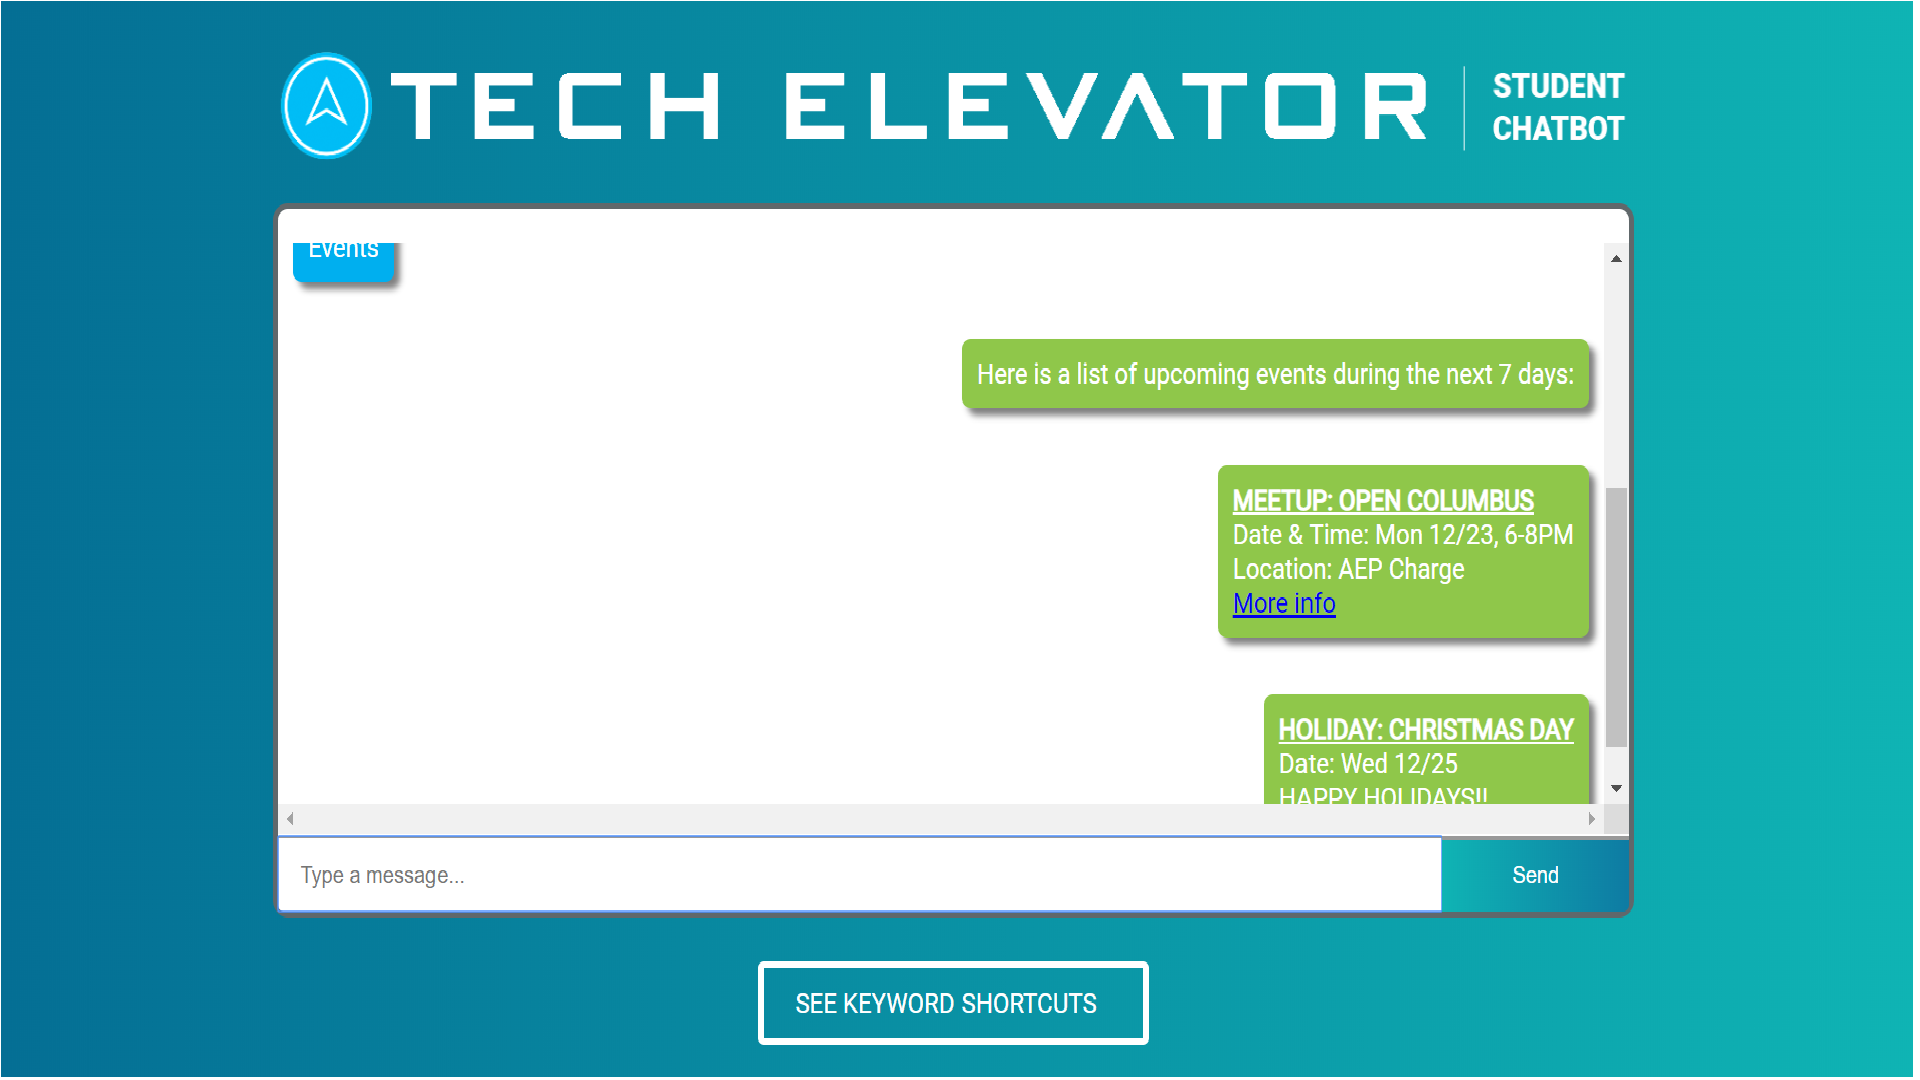 TECH ELEVATOR
STUDENT
CHATBOT
Events
Here is a list of upcoming events during the next 7 days:
MEETUP: OPEN COLUMBUS
Date & Time: Mon 12/23, 6-8PM
Location: AEP Charge
More info
HOLIDAY: CHRISTMAS DAY
Date: Wed 12/25
HAPPY HOLIDAYS!!
Type a message...
Send
SEE KEYWORD SHORTCUTS